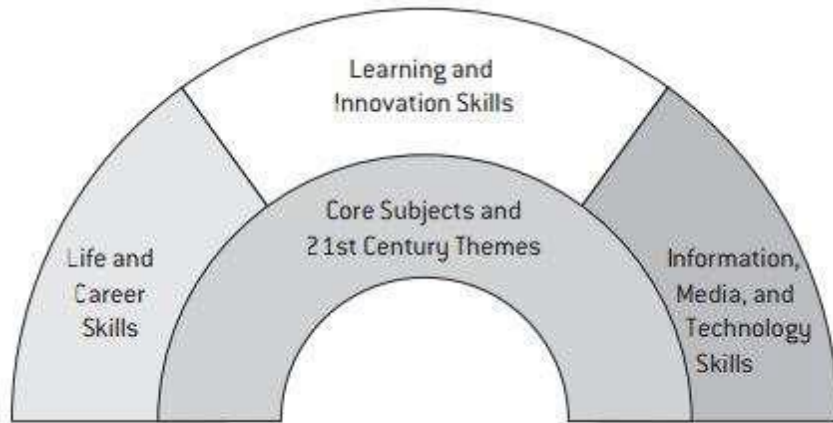 Learning and
Innovation Skills
Core Subjects and
21st Century Themes
Life and
Career
Skills
Information,
Media, and
Technology
Skills